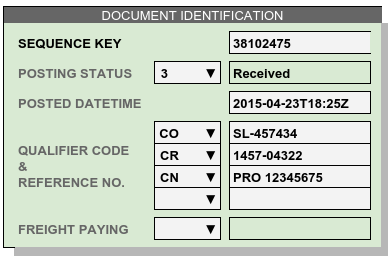 DOCUMENT IDENTIFICATION
SEQUENCE KEY 38102475
POSTING STATUS 3 Received
POSTED DATETIME 2015-04-23T18:25Z
CO SL-457434
QUALIFIER CODE CR 1457-04322
&
REFERENCE NO. CN PRO 12345675
FREIGHT PAYING